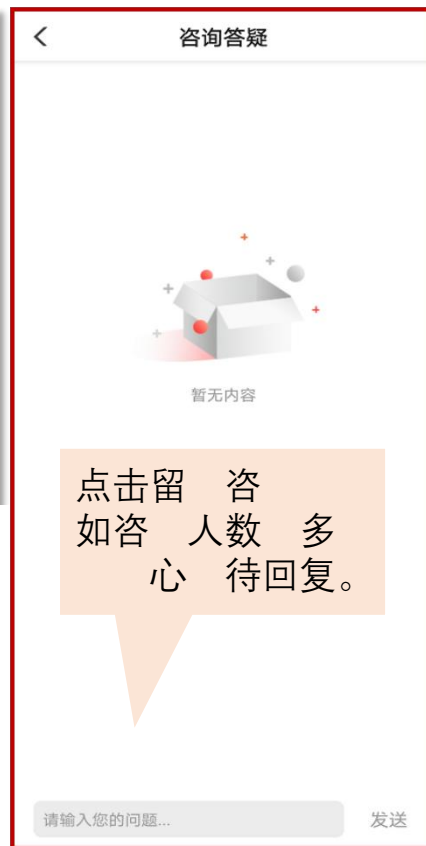 咨询答疑
暂无内容
点击留 咨
如咨 人数 多
心 待回复。
请输入您的问题... 发送